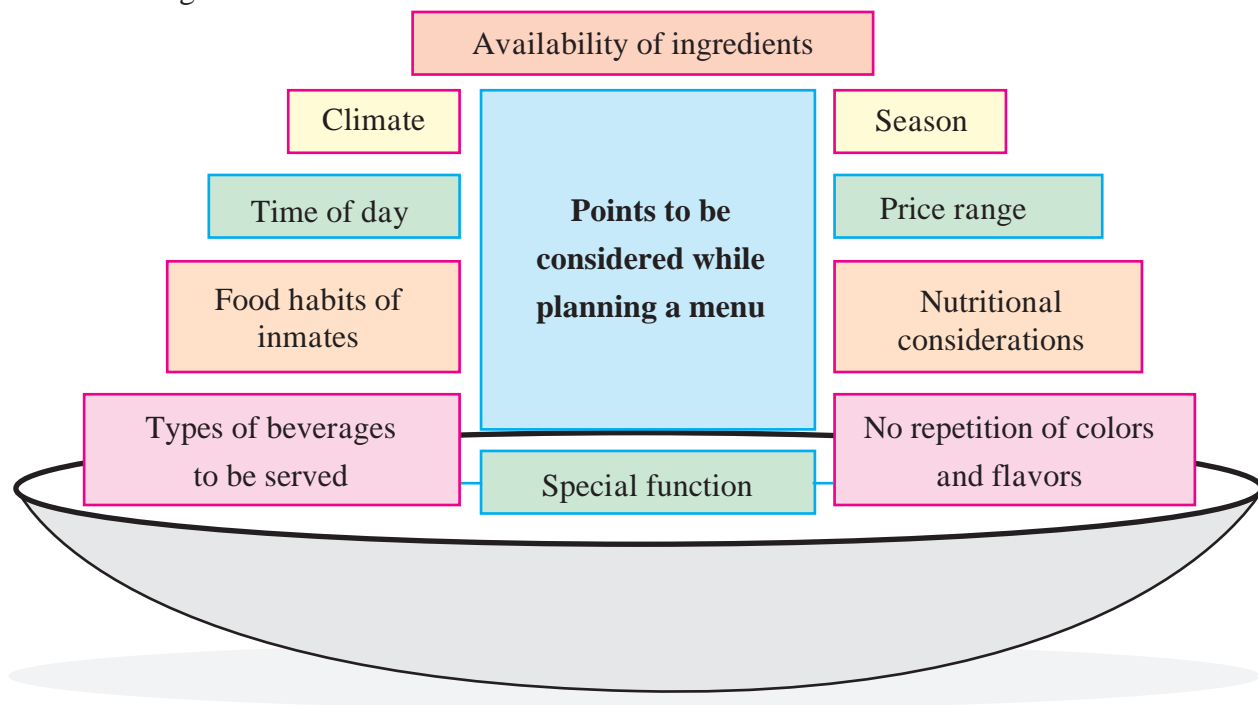 Availability of ingredients
Climate
Season
Time of day
Price range
Points to be
considered while
planning a menu
Food habits of
inmates
Nutritional
considerations
Types of beverages
to be served
No repetition of colors
and flavors
Special function